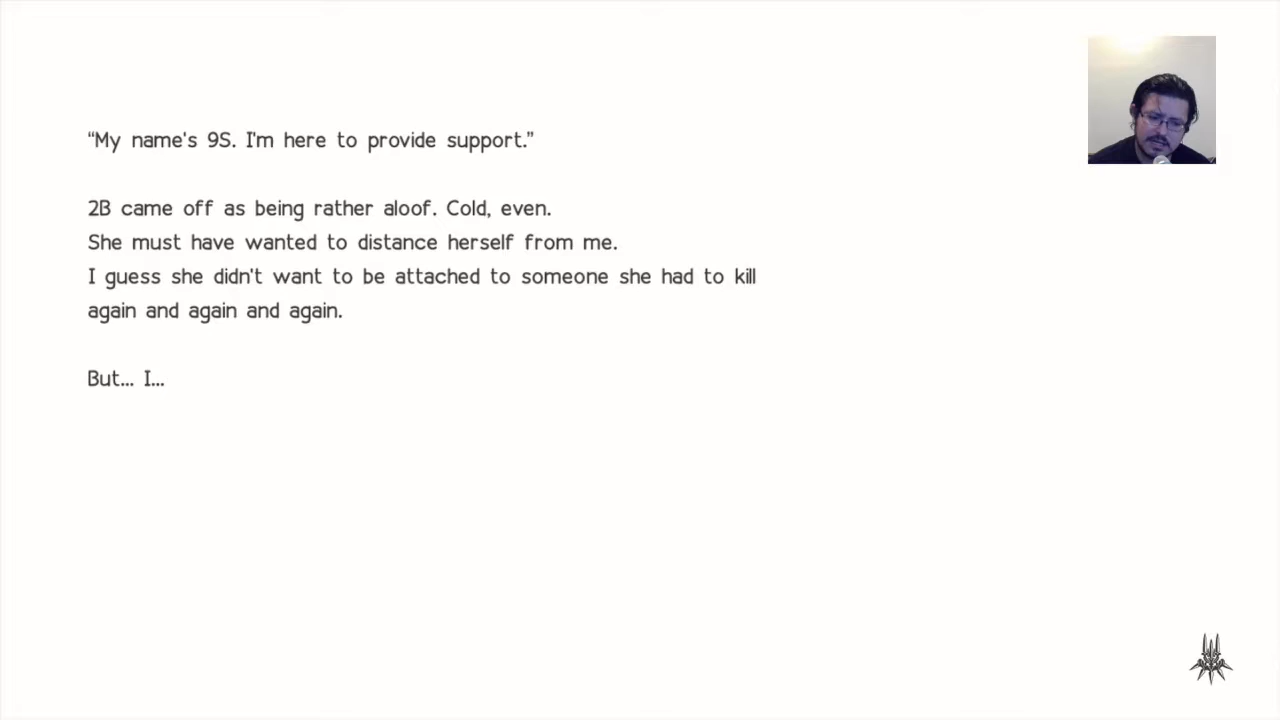 “My name's 9S. I'm here to provide support.”
2B came off as being rather aloof. Cold, even.
She must have wanted to distance herself from me.
I guess she didn't want to be attached to someone she had to kill
again and again and again.
But... I...